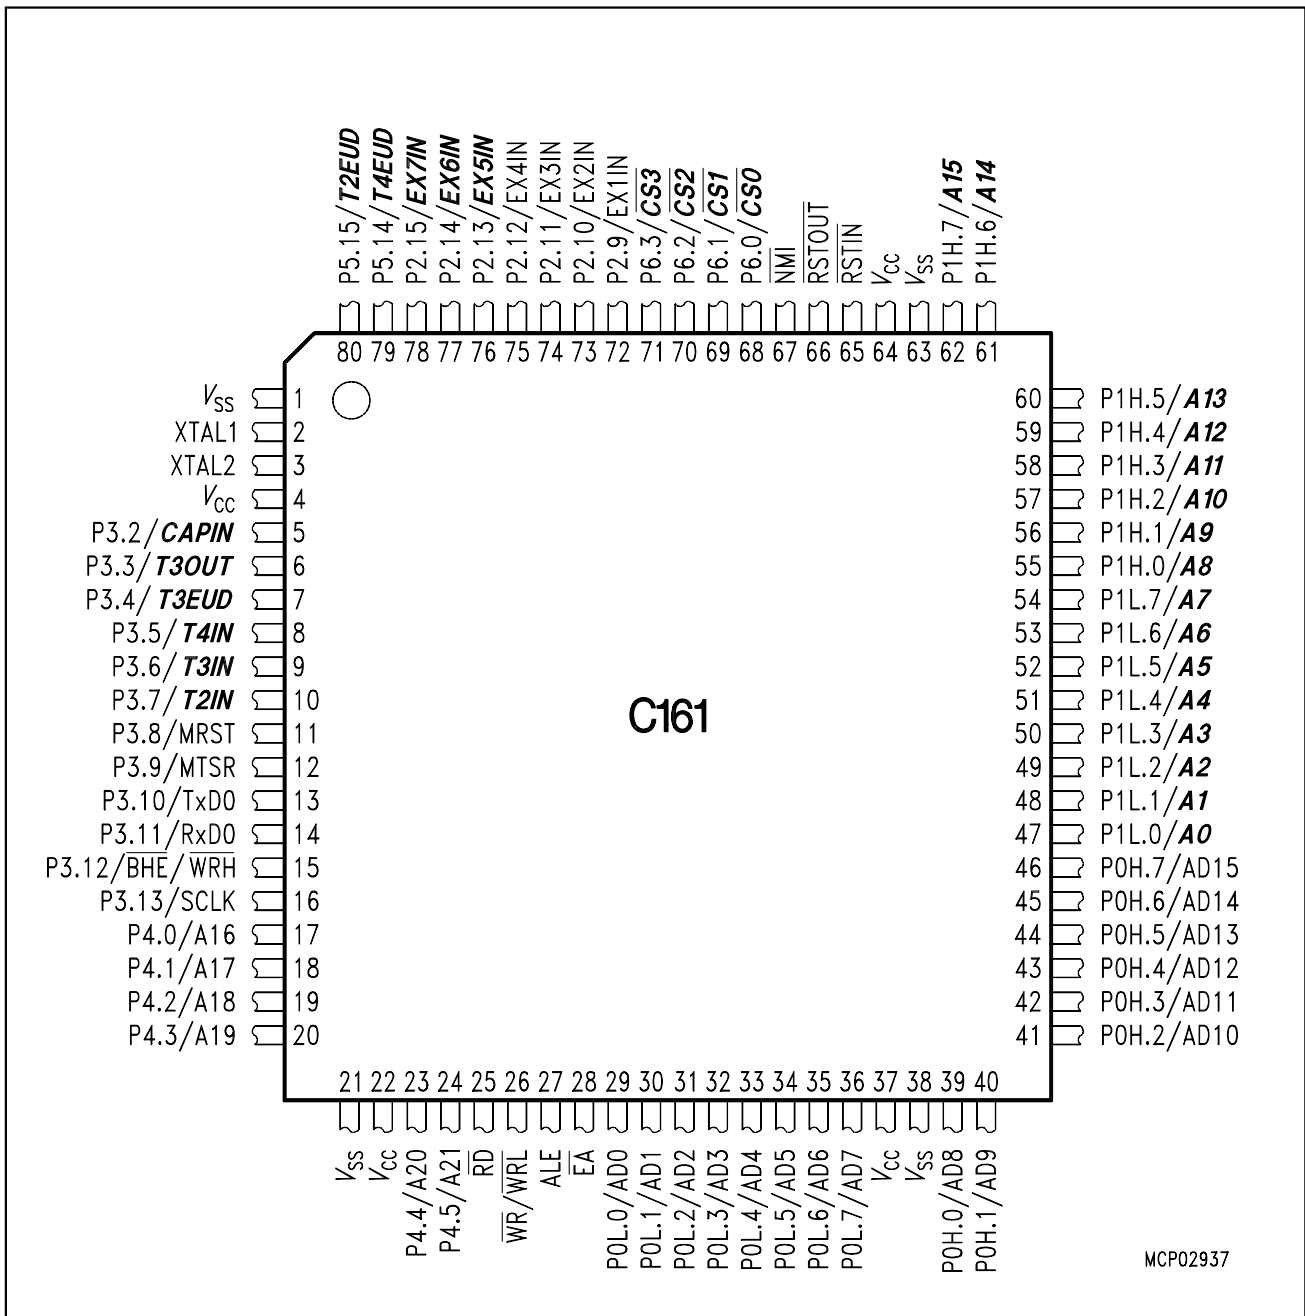 P5.15/T2EUD
P5.14/T4EUD
P2.15/EX7IN
P2.14/EX6IN
P2.13/EX5IN
P2.12/EX4IN
P2.11/EX3IN
P2.10/EX2IN
P2.9/EX1IN
P6.3/C̅S̅3̅
P6.2/C̅S̅2̅
P6.1/C̅S̅1̅
P6.0/C̅S̅0̅
N̅M̅I̅
R̅S̅T̅O̅U̅T̅
R̅S̅T̅I̅N̅
VCC
VSS
P1H.7/A15
P1H.6/A14
80 79 78 77 76 75 74 73 72 71 70 69 68 67 66 65 64 63 62 61
VSS 1
XTAL1 2
XTAL2 3
VCC 4
P3.2/CAPIN 5
P3.3/T3OUT 6
P3.4/T3EUD 7
P3.5/T4IN 8
P3.6/T3IN 9
P3.7/T2IN 10
P3.8/MRST 11
P3.9/MTSR 12
P3.10/TxD0 13
P3.11/RxD0 14
P3.12/B̅H̅E̅/W̅R̅H̅ 15
P3.13/SCLK 16
P4.0/A16 17
P4.1/A17 18
P4.2/A18 19
P4.3/A19 20
C161
60 P1H.5/A13
59 P1H.4/A12
58 P1H.3/A11
57 P1H.2/A10
56 P1H.1/A9
55 P1H.0/A8
54 P1L.7/A7
53 P1L.6/A6
52 P1L.5/A5
51 P1L.4/A4
50 P1L.3/A3
49 P1L.2/A2
48 P1L.1/A1
47 P1L.0/A0
46 P0H.7/AD15
45 P0H.6/AD14
44 P0H.5/AD13
43 P0H.4/AD12
42 P0H.3/AD11
41 P0H.2/AD10
21 22 23 24 25 26 27 28 29 30 31 32 33 34 35 36 37 38 39 40
VSS
VCC
P4.4/A20
P4.5/A21
R̅D̅
W̅R̅/W̅R̅L̅
ALE
E̅A̅
P0L.0/AD0
P0L.1/AD1
P0L.2/AD2
P0L.3/AD3
P0L.4/AD4
P0L.5/AD5
P0L.6/AD6
P0L.7/AD7
VCC
VSS
P0H.0/AD8
P0H.1/AD9
MCP02937